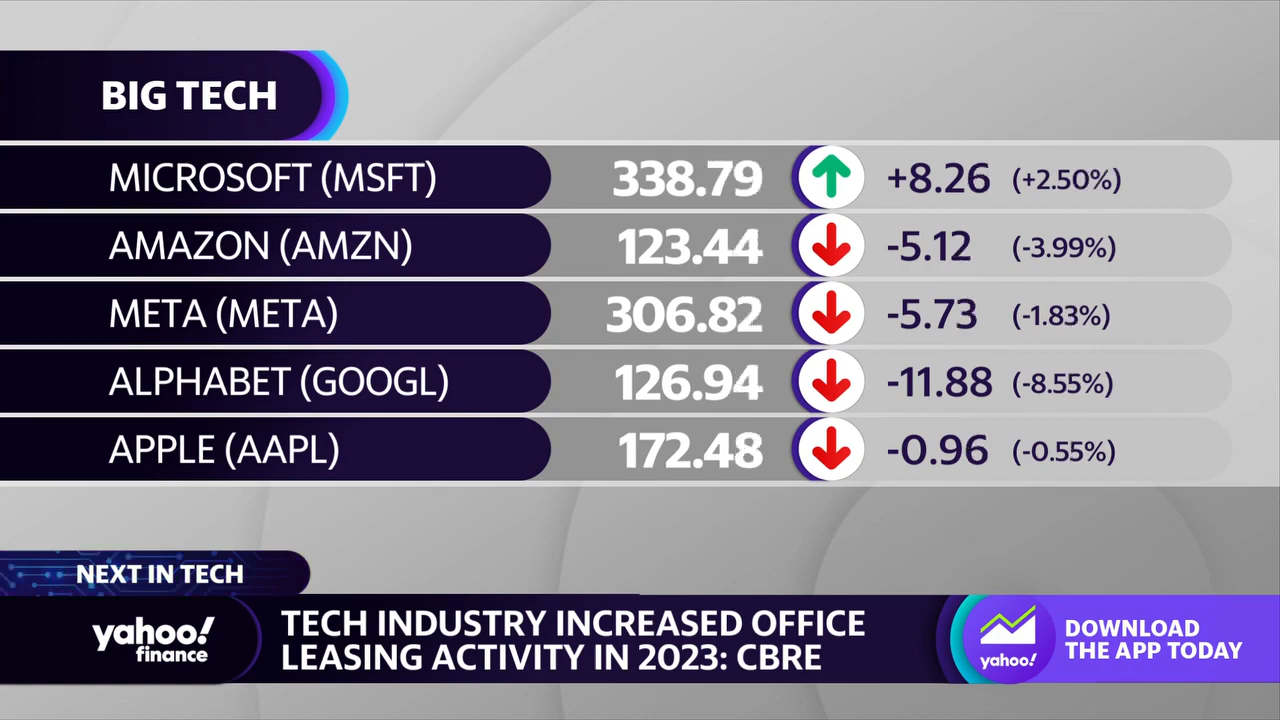 BIG TECH
MICROSOFT (MSFT) 338.79 +8.26 (+2.50%)
AMAZON (AMZN) 123.44 -5.12 (-3.99%)
META (META) 306.82 -5.73 (-1.83%)
ALPHABET (GOOGL) 126.94 -11.88 (-8.55%)
APPLE (AAPL) 172.48 -0.96 (-0.55%)
NEXT IN TECH
yahoo!
finance
TECH INDUSTRY INCREASED OFFICE
LEASING ACTIVITY IN 2023: CBRE
yahoo!
DOWNLOAD
THE APP TODAY